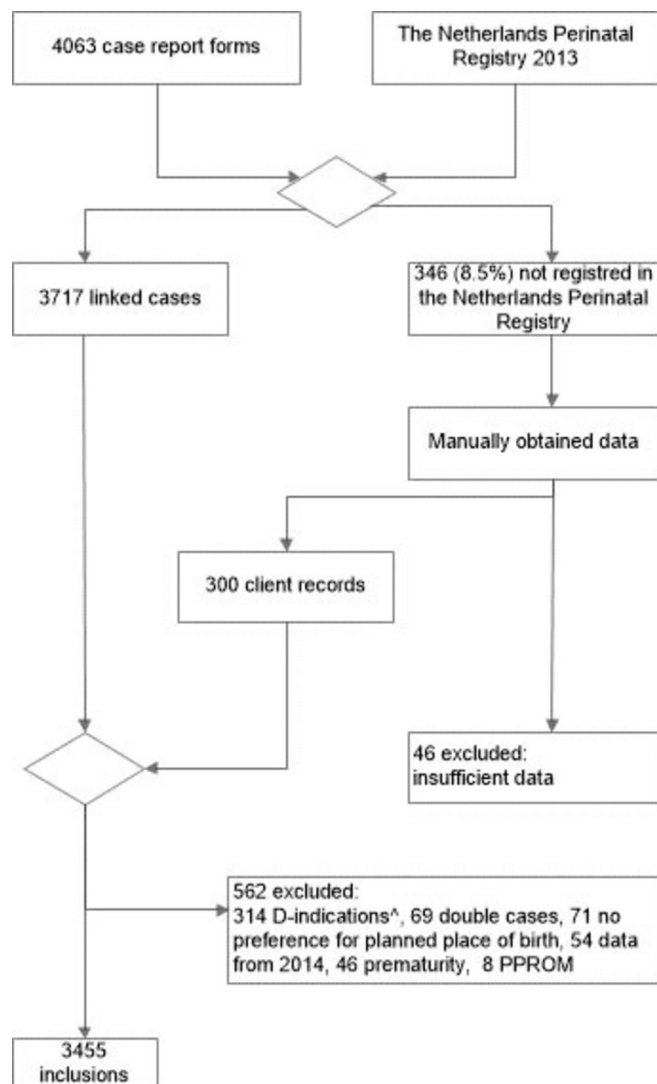 4063 case report forms
The Netherlands Perinatal
Registry 2013
3717 linked cases
346 (8.5%) not registred in
the Netherlands Perinatal
Registry
Manually obtained data
300 client records
46 excluded:
insufficient data
562 excluded:
314 D-indications^, 69 double cases, 71 no
preference for planned place of birth, 54 data
from 2014, 46 prematurity, 8 PPROM
3455
inclusions